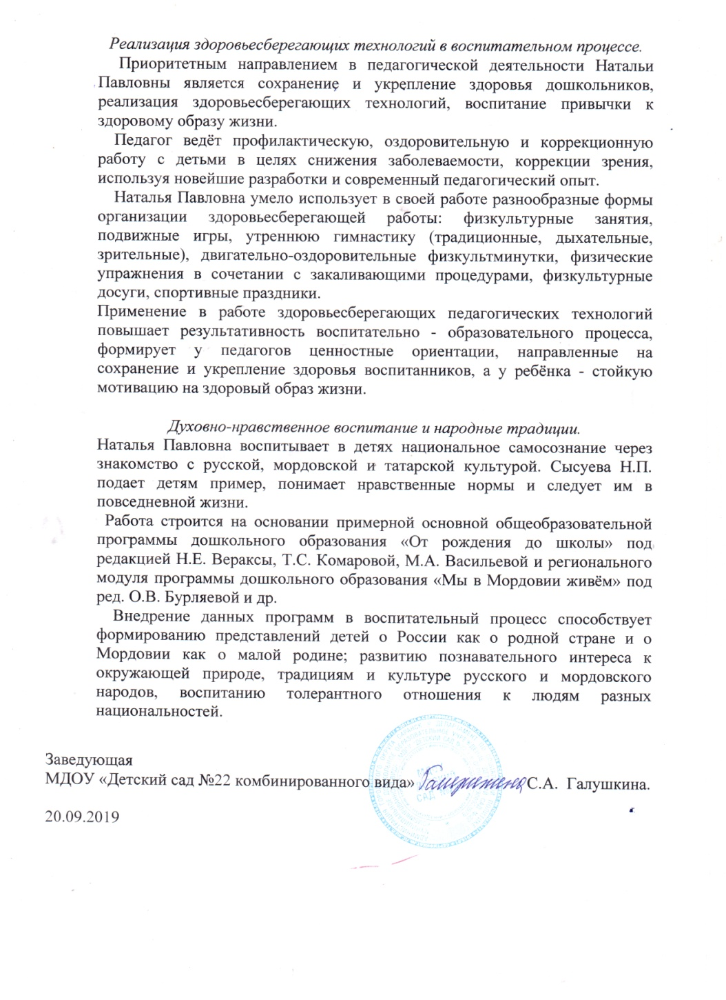 Реализация здоровьесберегающих технологий в воспитательном процессе.
Приоритетным направлением в педагогической деятельности Натальи
Павловны является сохранение и укрепление здоровья дошкольников,
реализация здоровьесберегающих технологий, воспитание привычки к
здоровому образу жизни.
Педагог ведёт профилактическую, оздоровительную и коррекционную
работу с детьми в целях снижения заболеваемости, коррекции зрения,
используя новейшие разработки и современный педагогический опыт.
Наталья Павловна умело использует в своей работе разнообразные формы
организации здоровьесберегающей работы: физкультурные занятия,
подвижные игры, утреннюю гимнастику (традиционные, дыхательные,
зрительные), двигательно-оздоровительные физкультминутки, физические
упражнения в сочетании с закаливающими процедурами, физкультурные
досуги, спортивные праздники.
Применение в работе здоровьесберегающих педагогических технологий
повышает результативность воспитательно - образовательного процесса,
формирует у педагогов ценностные ориентации, направленные на
сохранение и укрепление здоровья воспитанников, а у ребёнка - стойкую
мотивацию на здоровый образ жизни.
Духовно-нравственное воспитание и народные традиции.
Наталья Павловна воспитывает в детях национальное самосознание через
знакомство с русской, мордовской и татарской культурой. Сысуева Н.П.
подает детям пример, понимает нравственные нормы и следует им в
повседневной жизни.
Работа строится на основании примерной основной общеобразовательной
программы дошкольного образования «От рождения до школы» под
редакцией Н.Е. Вераксы, Т.С. Комаровой, М.А. Васильевой и регионального
модуля программы дошкольного образования «Мы в Мордовии живём» под
ред. О.В. Бурляевой и др.
Внедрение данных программ в воспитательный процесс способствует
формированию представлений детей о России как о родной стране и о
Мордовии как о малой родине; развитию познавательного интереса к
окружающей природе, традициям и культуре русского и мордовского
народов, воспитанию толерантного отношения к людям разных
национальностей.
Заведующая
МДОУ «Детский сад №22 комбинированного вида» С.А. Галушкина.
20.09.2019